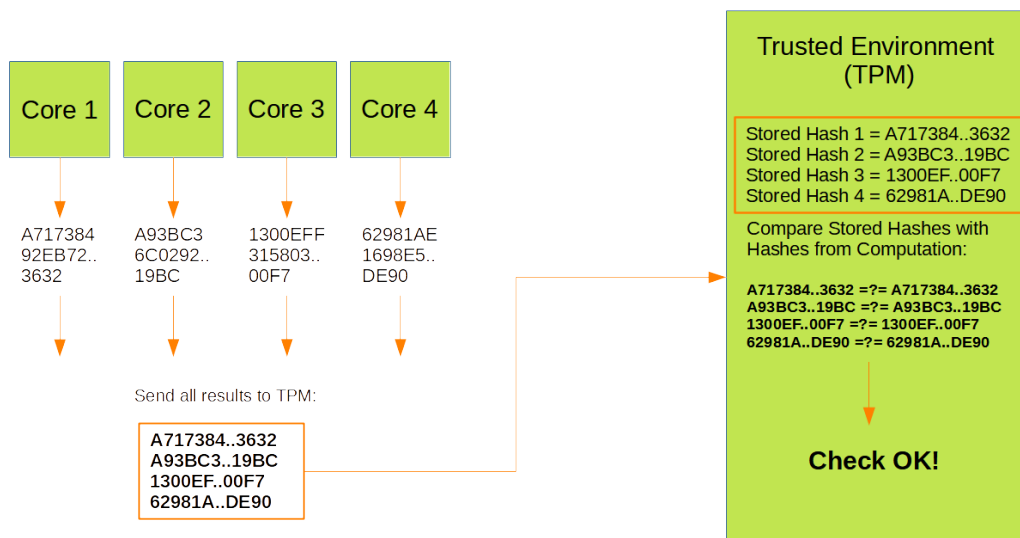 Core 1
Core 2
Core 3
Core 4
A717384
92EB72..
3632
A93BC3
6C0292..
19BC
1300EFF
315803..
00F7
62981AE
1698E5..
DE90
Send all results to TPM:
A717384..3632
A93BC3..19BC
1300EF..00F7
62981A..DE90
Trusted Environment
(TPM)
Stored Hash 1 = A717384..3632
Stored Hash 2 = A93BC3..19BC
Stored Hash 3 = 1300EF..00F7
Stored Hash 4 = 62981A..DE90
Compare Stored Hashes with
Hashes from Computation:
A717384..3632 =?= A717384..3632
A93BC3..19BC =?= A93BC3..19BC
1300EF..00F7 =?= 1300EF..00F7
62981A..DE90 =?= 62981A..DE90
Check OK!